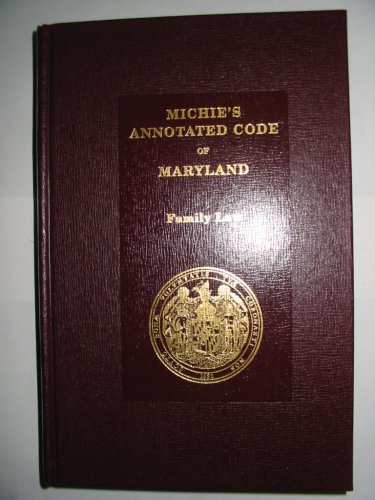 MICHIE'S
ANNOTATED CODE
OF
MARYLAND
Family Law